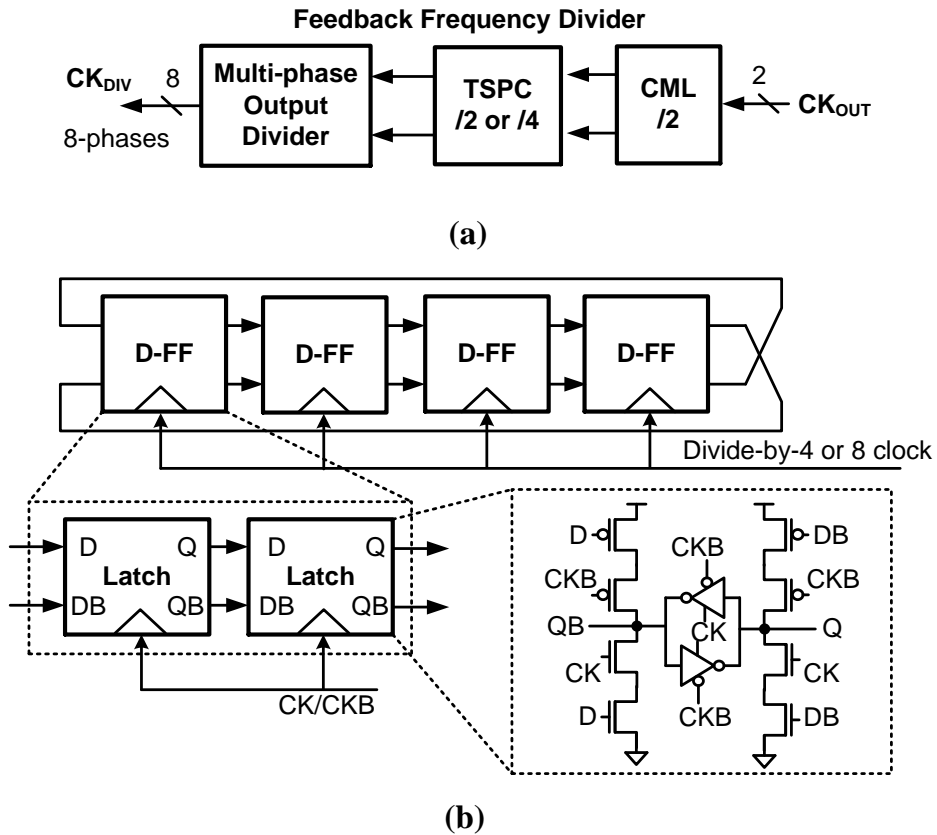 Feedback Frequency Divider
CK_DIV
8
8-phases
Multi-phase
Output
Divider
TSPC
/2 or /4
CML
/2
2
CK_OUT
(a)
D-FF
D-FF
D-FF
D-FF
Divide-by-4 or 8 clock
D
Q
Latch
DB
QB
D
Q
Latch
DB
QB
CK/CKB
D
CKB
QB
CK
D
CKB
CK
CKB
DB
CKB
Q
CK
DB
(b)